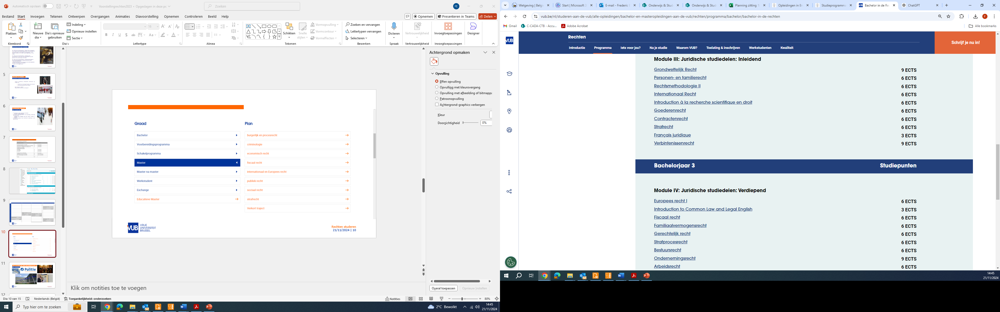 Automatisch opslaan
Voorstellingrechten2023 • Opgeslagen in deze pc
Zoeken
FE
Bestand Start Invoegen Tekenen Ontwerpen Overgangen Animaties Diavoorstelling Opnemen Controleren Beeld Help
Opnemen Presenteren in Teams Delen
Plakken
Nieuwe dia
Dia's opnieuw gebruiken
Indeling
Opnieuw instellen
Sectie
16
Schikken
Snelle stijlen
Vormopvulling
Vormcontour
Vormeffecten
Zoeken en vervangen
Lettertypen vervangen
Selecteren
Dicteren
Vertrouwelijkheid
Invoegtoepassingen
Designer
Klembord Dia's Lettertype Alinea Tekenen Bewerken Spraak Vertrouwelijkheid Invoegtoepassingen
5
6
7
8
9
10
11
Politie
12
Graad
Plan
Bachelor
Voorbereidingsprogramma
Schakelprogramma
Master
Master na master
Werkstudent
Exchange
Educatieve Master
burgerlijk en procesrecht
criminologie
economisch recht
fiscaal recht
internationaal en Europees recht
publiek recht
sociaal recht
strafrecht
Verkort traject
VUB VRIJE UNIVERSITEIT BRUSSEL
Rechten studeren
21/11/2024 | 10
Achtergrond opmaken
Opvulling
Effen opvulling
Opvulling met kleurovergang
Opvulling met afbeelding of bitmappa
Patroonopvulling
Achtergrond-graphics verbergen
Kleur
Doorzichtigheid 0%
Overal toepassen Opnieuw instellen
Klik om notities toe te voegen
Dia 10 van 15 Nederlands (België) Toegankelijkheid: onderzoeken
Notities 80%
Typ hier om te zoeken
2°C Bewolkt
14:45
21/11/2024
Wetgeving | Belgi
Start | Microsoft 3
E-mail - Frederic E
Onderwijs & Stud
Onderwijs & Stud
Planning zitting T
Opleidingen in Br
Studieprogramma
Bachelor in de Re
ChatGPT
vub.be/nl/studeren-aan-de-vub/alle-opleidingen/bachelor-en-masteropleidingen-aan-de-vub/rechten/programma/bachelor/bachelor-in-de-rechten
F
Gmail C-CADA-CTB - Accu... Adobe Acrobat
Alle bookmarks
VUB
Rechten
Introductie Programma Iets voor jou? Na je studie Waarom VUB? Toelating & inschrijven Werkstudenten Kwaliteit
Schrijf je nu in!
Module III: Juridische studiedelen: Inleidend
Grondwettelijk Recht 9 ECTS
Personen- en familierecht 6 ECTS
Rechtsmethodologie II 6 ECTS
Internationaal Recht 6 ECTS
Introduction à la recherche scientifique en droit 6 ECTS
Goederenrecht 6 ECTS
Contractenrecht 6 ECTS
Strafrecht 6 ECTS
Français juridique 3 ECTS
Verbintenissenrecht 9 ECTS
Bachelorjaar 3 Studiepunten
Module IV: Juridische studiedelen: Verdiepend
Europees recht I 6 ECTS
Introduction to Common Law and Legal English 3 ECTS
Fiscaal recht 6 ECTS
Familiaalvermogensrecht 6 ECTS
Gerechtelijk recht 6 ECTS
Strafprocesrecht 6 ECTS
Bestuursrecht 6 ECTS
Ondernemingsrecht 9 ECTS
Arbeidsrecht 6 ECTS
14:45
21/11/2024